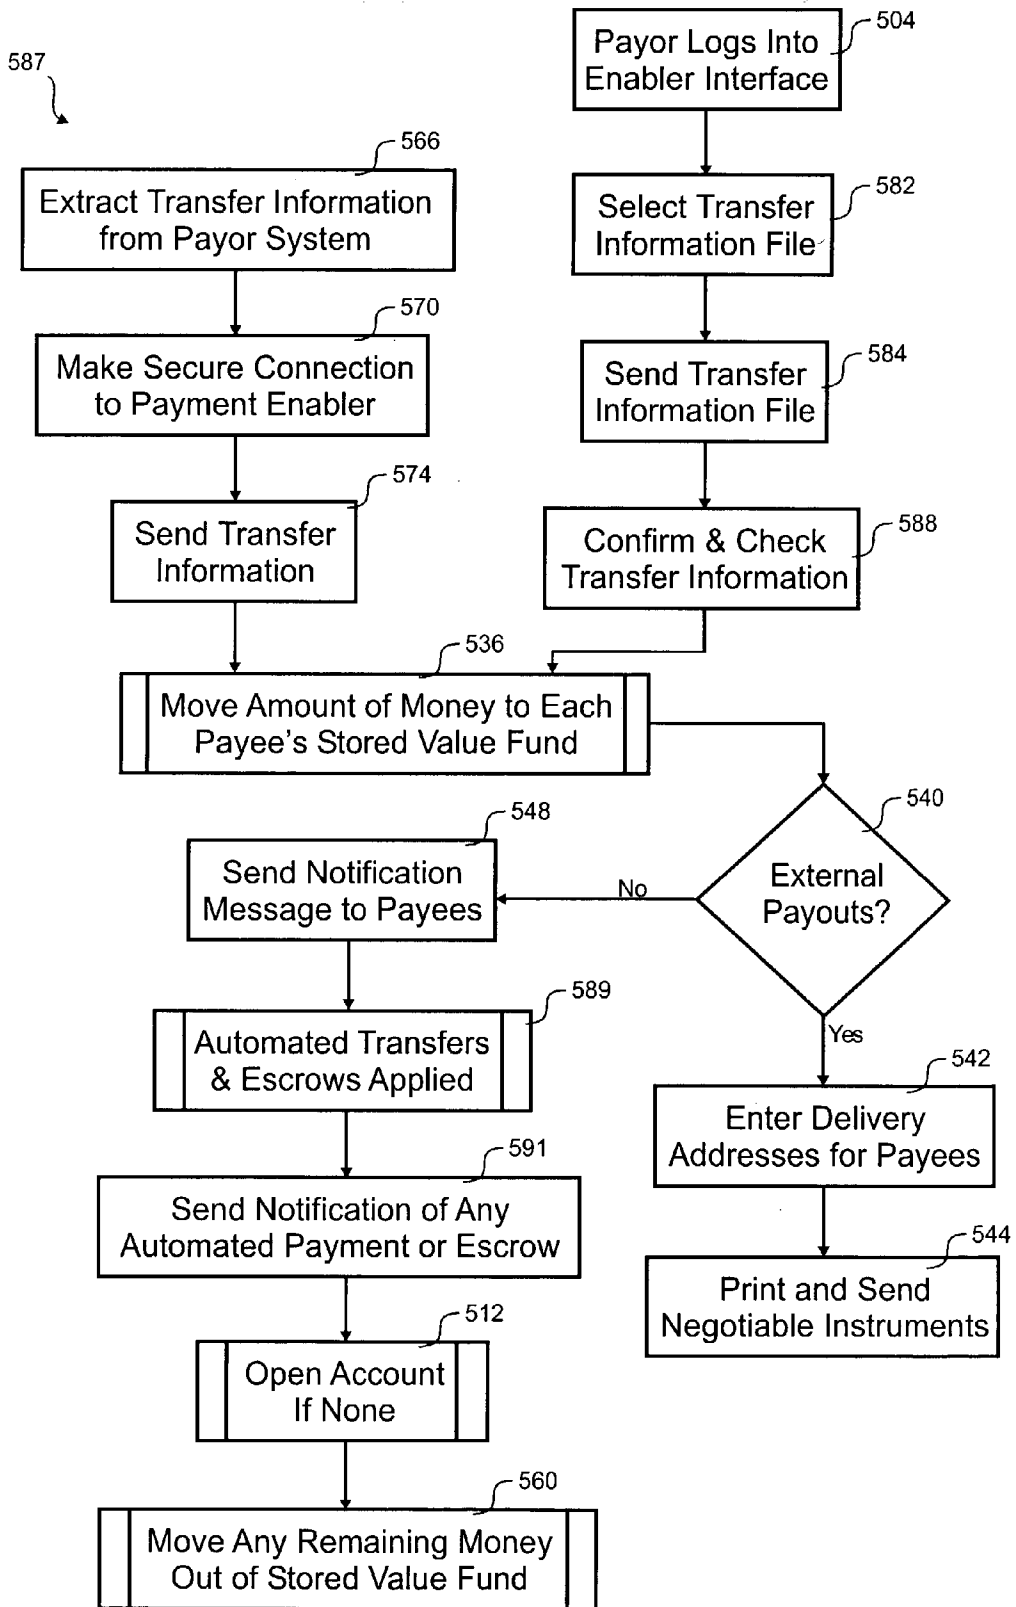 587
504
Payor Logs Into
Enabler Interface
566
Extract Transfer Information
from Payor System
582
Select Transfer
Information File
570
Make Secure Connection
to Payment Enabler
584
Send Transfer
Information File
574
Send Transfer
Information
588
Confirm & Check
Transfer Information
536
Move Amount of Money to Each
Payee's Stored Value Fund
540
External
Payouts?
No
Yes
548
Send Notification
Message to Payees
589
Automated Transfers
& Escrows Applied
542
Enter Delivery
Addresses for Payees
591
Send Notification of Any
Automated Payment or Escrow
544
Print and Send
Negotiable Instruments
512
Open Account
If None
560
Move Any Remaining Money
Out of Stored Value Fund